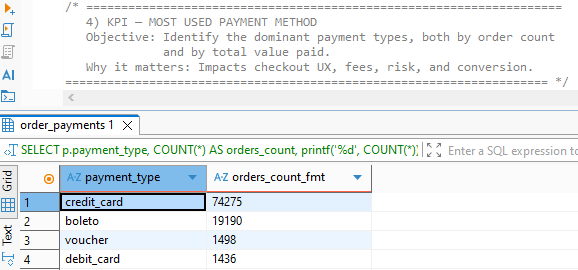 /* ====================================================================
4) KPI — MOST USED PAYMENT METHOD
Objective: Identify the dominant payment types, both by order count
and by total value paid.
Why it matters: Impacts checkout UX, fees, risk, and conversion.
==================================================================== */
AI
order_payments 1
SELECT p.payment_type, COUNT(*) AS orders_count, printf('%d', COUNT(*))
Enter a SQL expression to
Grid
Text
payment_type orders_count_fmt
1 credit_card 74275
2 boleto 19190
3 voucher 1498
4 debit_card 1436